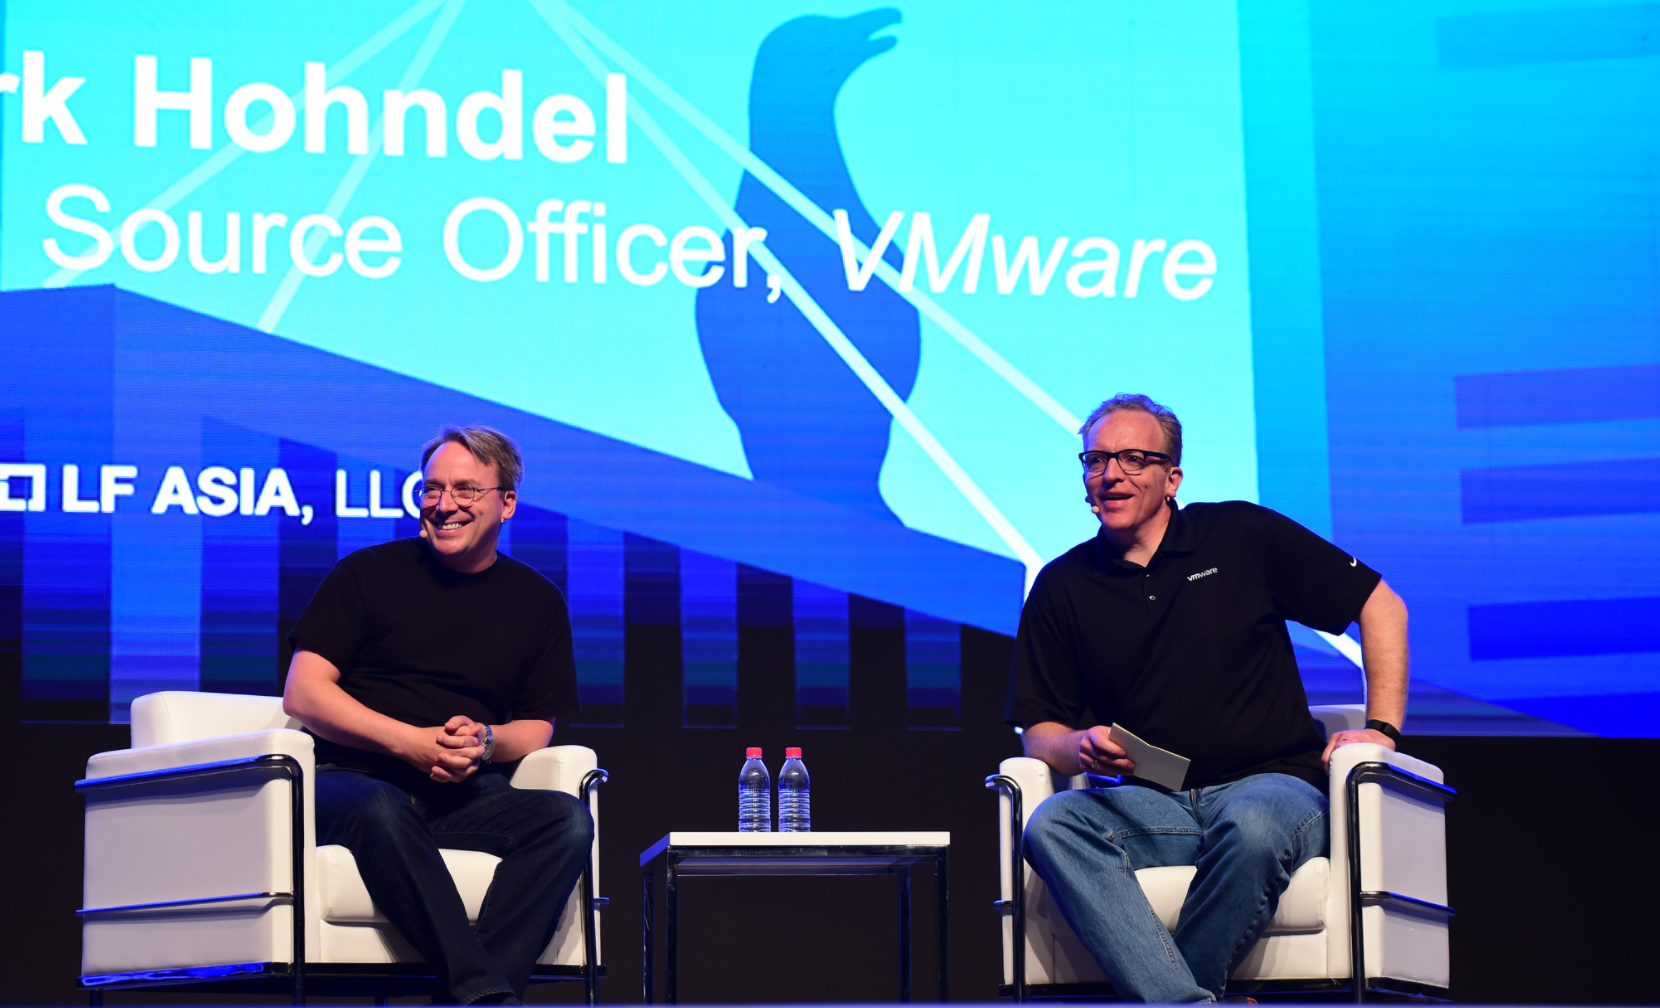 rk Hohndel
Source Officer, VMware
LF ASIA, LLC
vmware